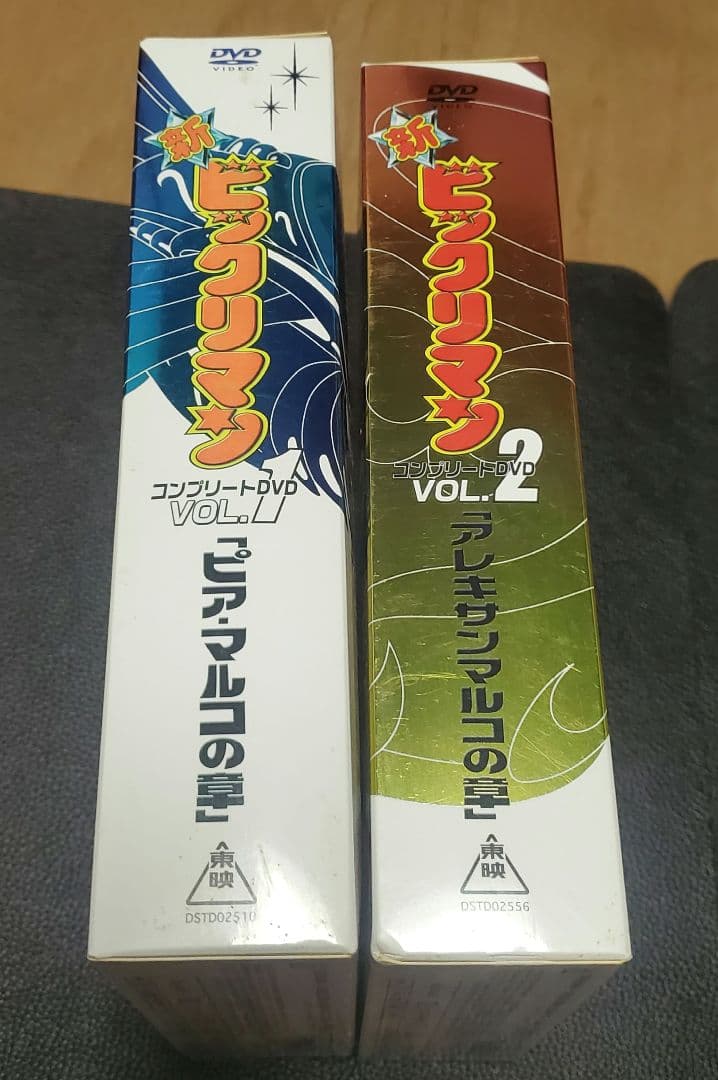 DVD
VIDEO
新
ビックリマン
コンプリートDVD
VOL.1
「ピア・マルコの章」
東映
DSTD02510
DVD
VIDEO
新
ビックリマン
コンプリートDVD
VOL.2
「アレキサンマルコの章」
東映
DSTD02556